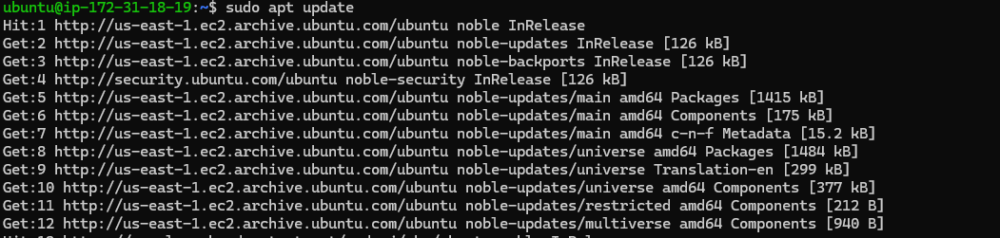 ubuntu@ip-172-31-18-19:~$ sudo apt update
Hit:1 http://us-east-1.ec2.archive.ubuntu.com/ubuntu noble InRelease
Get:2 http://us-east-1.ec2.archive.ubuntu.com/ubuntu noble-updates InRelease [126 kB]
Get:3 http://us-east-1.ec2.archive.ubuntu.com/ubuntu noble-backports InRelease [126 kB]
Get:4 http://security.ubuntu.com/ubuntu noble-security InRelease [126 kB]
Get:5 http://us-east-1.ec2.archive.ubuntu.com/ubuntu noble-updates/main amd64 Packages [1415 kB]
Get:6 http://us-east-1.ec2.archive.ubuntu.com/ubuntu noble-updates/main amd64 Components [175 kB]
Get:7 http://us-east-1.ec2.archive.ubuntu.com/ubuntu noble-updates/main amd64 c-n-f Metadata [15.2 kB]
Get:8 http://us-east-1.ec2.archive.ubuntu.com/ubuntu noble-updates/universe amd64 Packages [1484 kB]
Get:9 http://us-east-1.ec2.archive.ubuntu.com/ubuntu noble-updates/universe Translation-en [299 kB]
Get:10 http://us-east-1.ec2.archive.ubuntu.com/ubuntu noble-updates/universe amd64 Components [377 kB]
Get:11 http://us-east-1.ec2.archive.ubuntu.com/ubuntu noble-updates/restricted amd64 Components [212 B]
Get:12 http://us-east-1.ec2.archive.ubuntu.com/ubuntu noble-updates/multiverse amd64 Components [940 B]